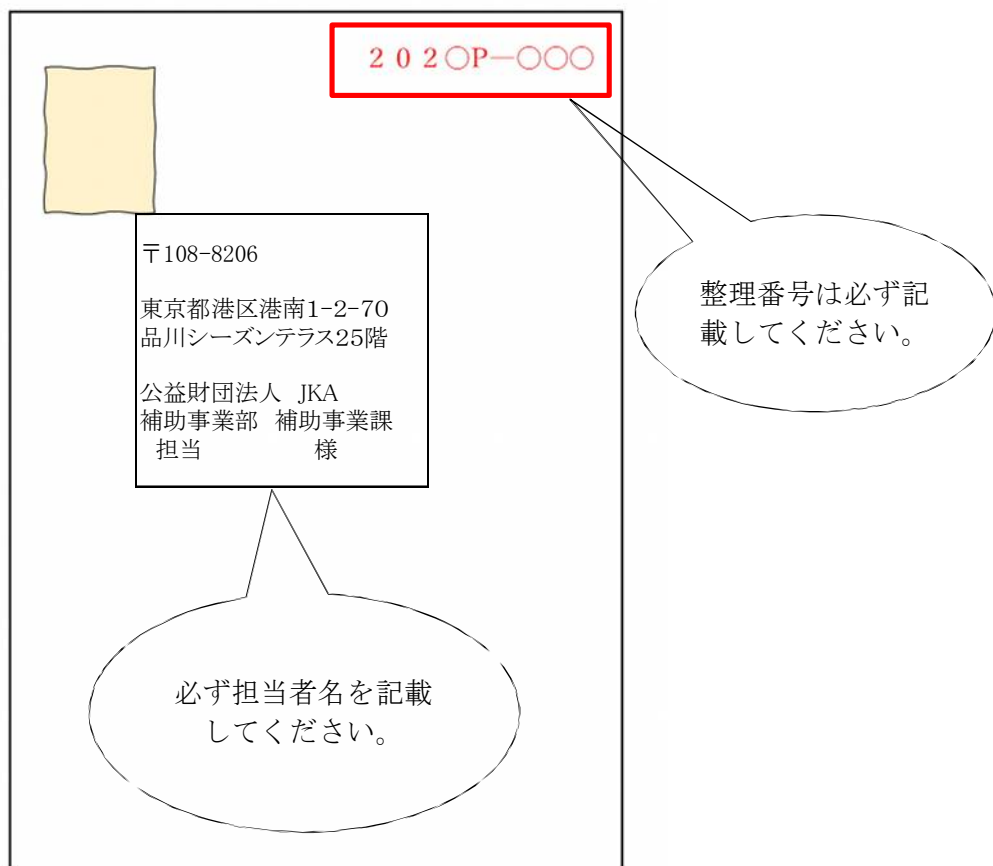 ２０２○P―○○○
〒108-8206
東京都港区港南1-2-70
品川シーズンテラス25階
公益財団法人 JKA
補助事業部 補助事業課
担当 様
整理番号は必ず記
載してください。
必ず担当者名を記載
してください。